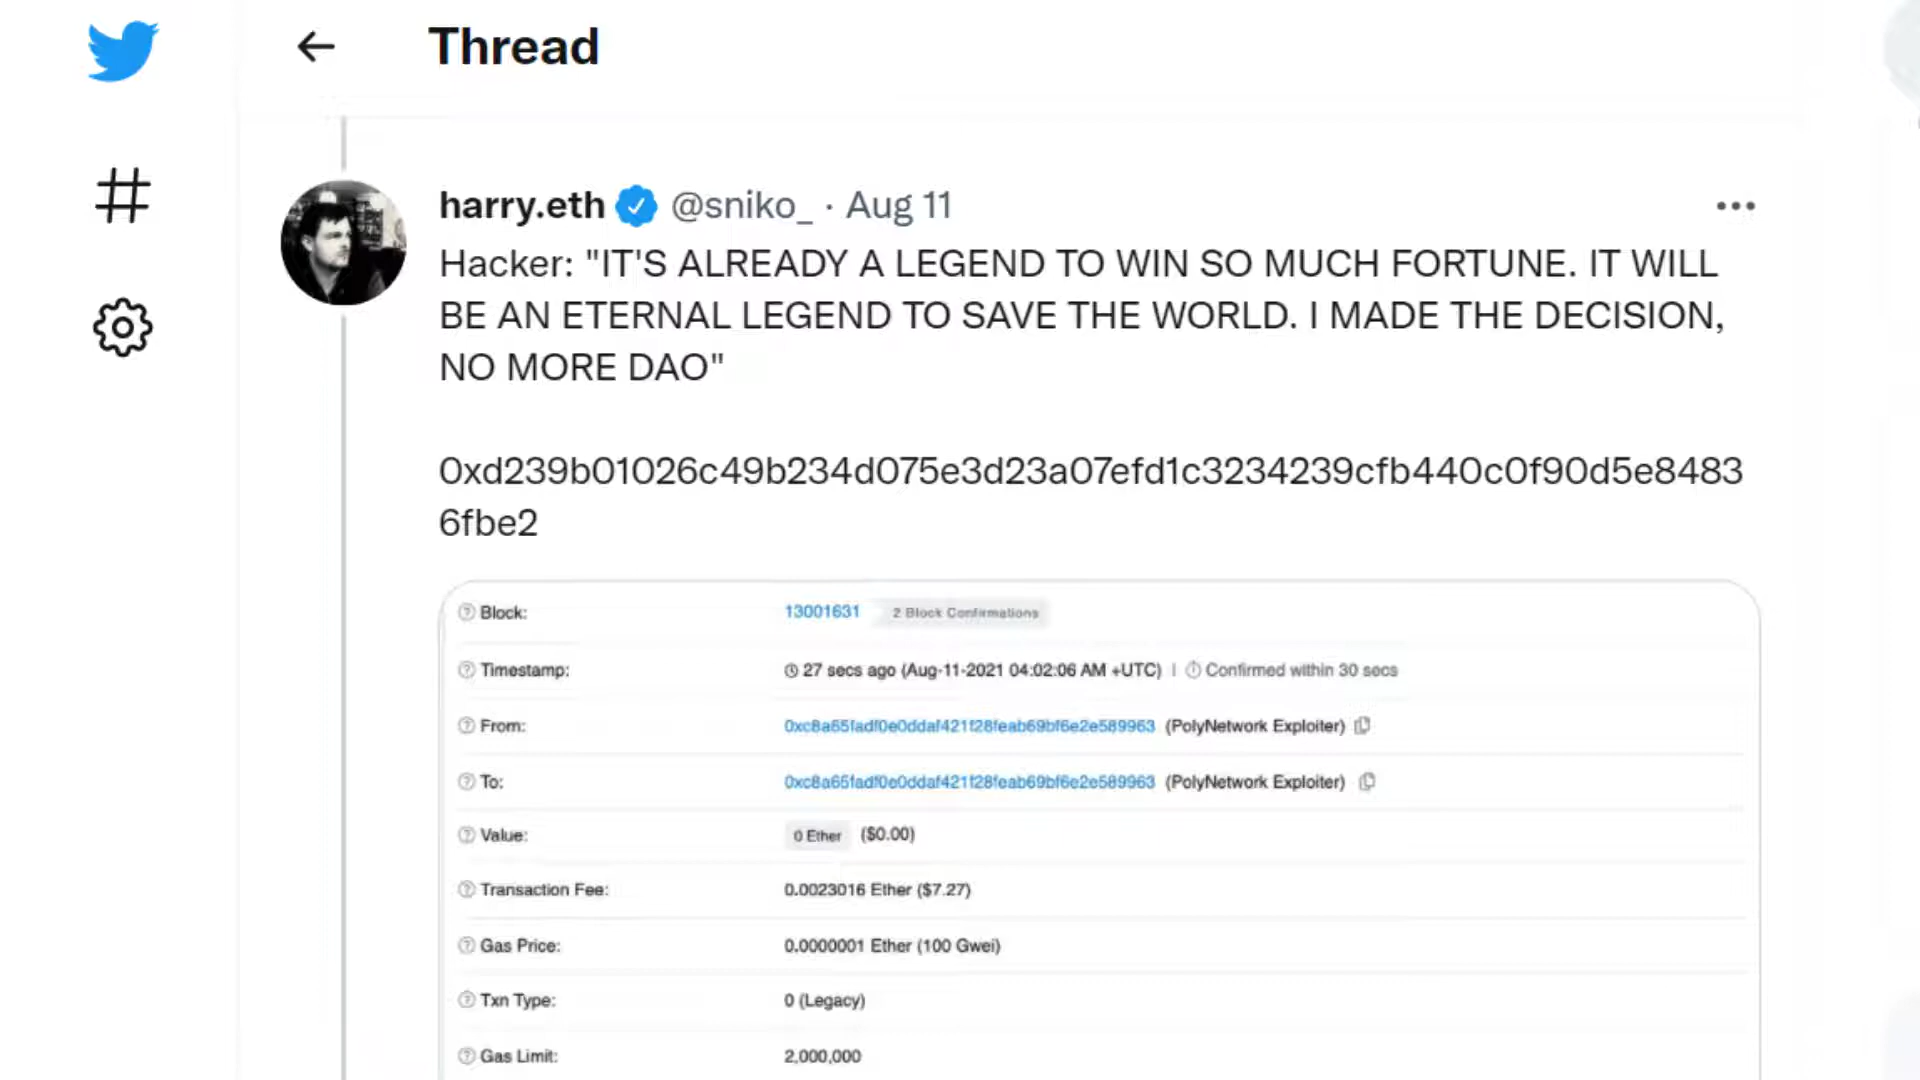 Thread
harry.eth @sniko_ · Aug 11
Hacker: "IT'S ALREADY A LEGEND TO WIN SO MUCH FORTUNE. IT WILL
BE AN ETERNAL LEGEND TO SAVE THE WORLD. I MADE THE DECISION,
NO MORE DAO"
0xd239b01026c49b234d075e3d23a07efd1c3234239cfb440c0f90d5e8483
6fbe2
Block: 13001631 2 Block Confirmations
Timestamp: 27 secs ago (Aug-11-2021 04:02:06 AM +UTC) | Confirmed within 30 secs
From: 0xc8a65fadf0e0ddaf421f28feab69bf6e2e589963 (PolyNetwork Exploiter)
To: 0xc8a65fadf0e0ddaf421f28feab69bf6e2e589963 (PolyNetwork Exploiter)
Value: 0 Ether ($0.00)
Transaction Fee: 0.0023016 Ether ($7.27)
Gas Price: 0.0000001 Ether (100 Gwei)
Txn Type: 0 (Legacy)
Gas Limit: 2,000,000